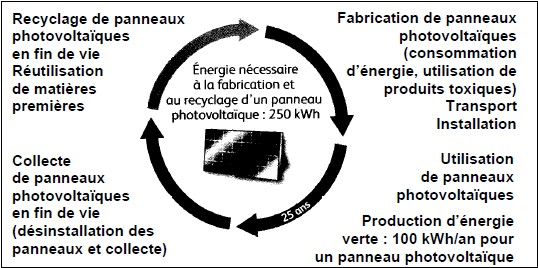 Recyclage de panneaux
photovoltaïques
en fin de vie
Réutilisation
de matières
premières
Fabrication de panneaux
photovoltaïques
(consommation
d’énergie, utilisation de
produits toxiques)
Transport
Installation
Énergie nécessaire
à la fabrication et
au recyclage d’un panneau
photovoltaïque : 250 kWh
Collecte
de panneaux
photovoltaïques
en fin de vie
(désinstallation des
panneaux et collecte)
25 ans
Utilisation
de panneaux
photovoltaïques
Production d’énergie
verte : 100 kWh/an pour
un panneau photovoltaïque